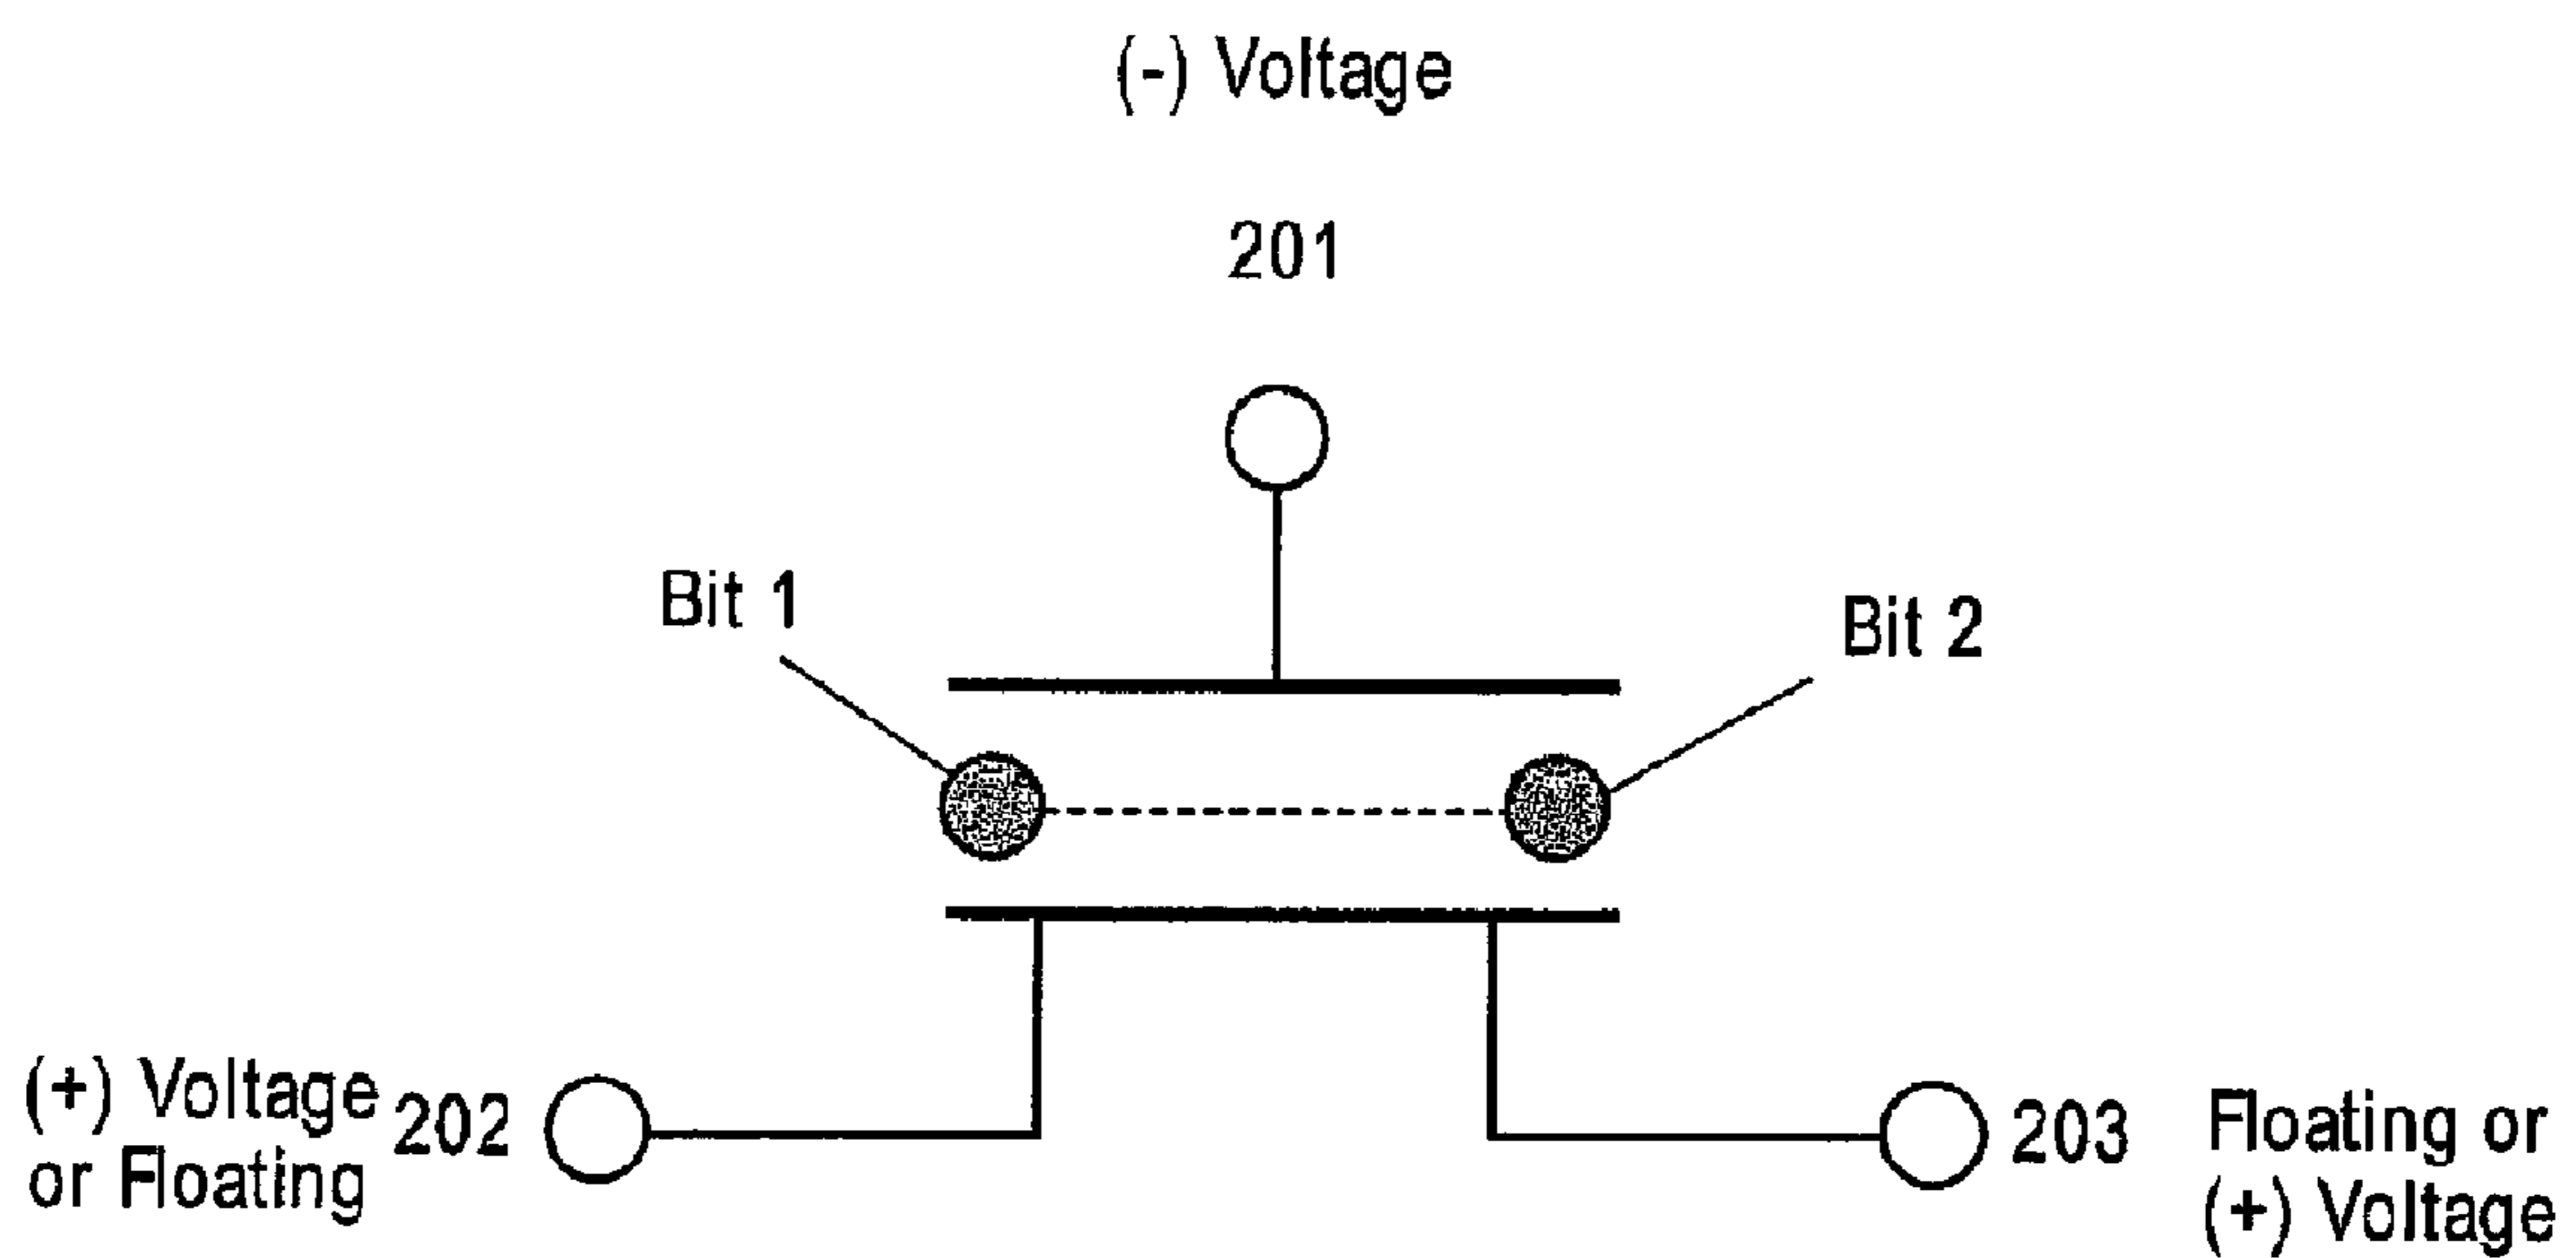 (-) Voltage
201
Bit 1
Bit 2
(+) Voltage
or Floating
202
203
Floating or
(+) Voltage